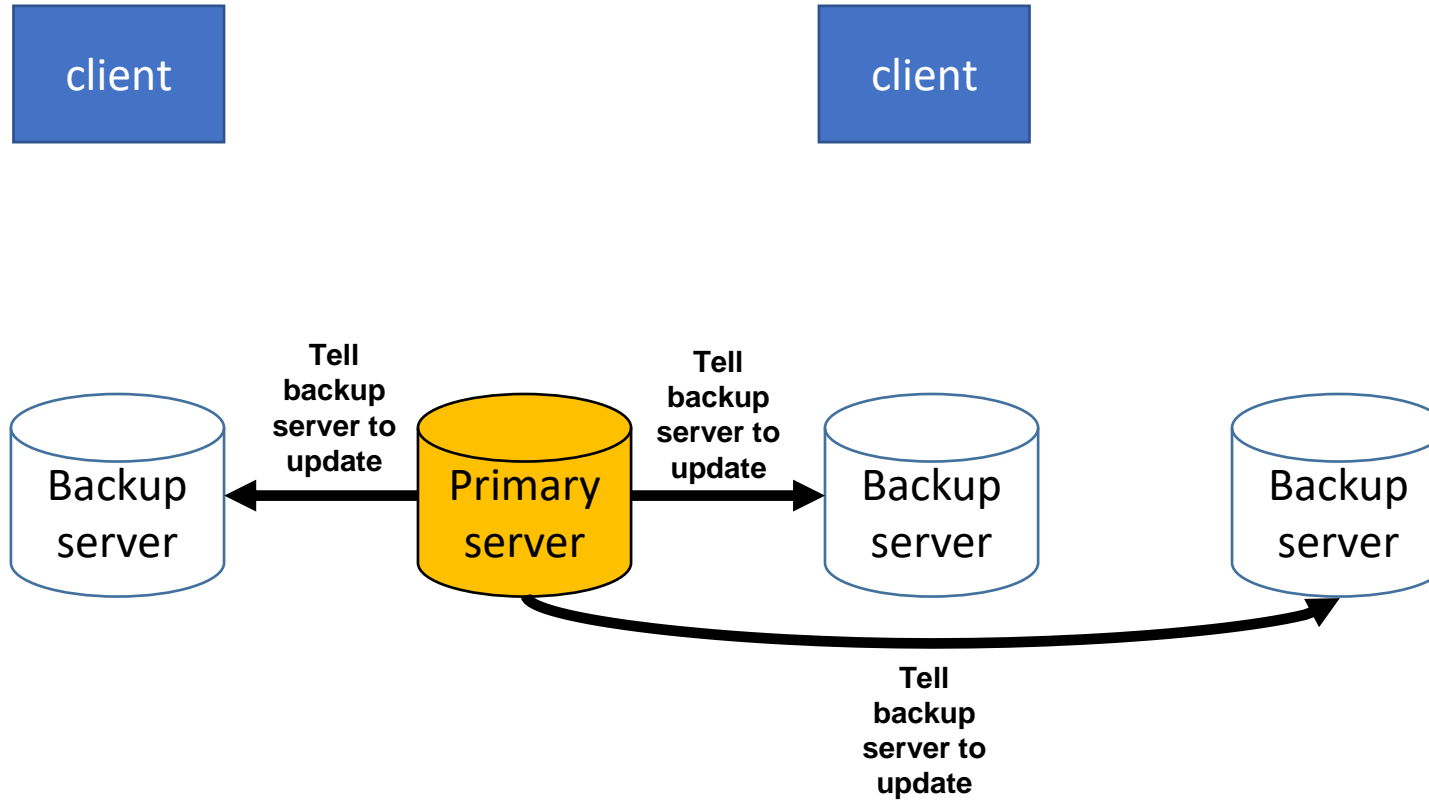 client
client
Tell
backup
server to
update
Tell
backup
server to
update
Backup
server
Primary
server
Backup
server
Backup
server
Tell
backup
server to
update